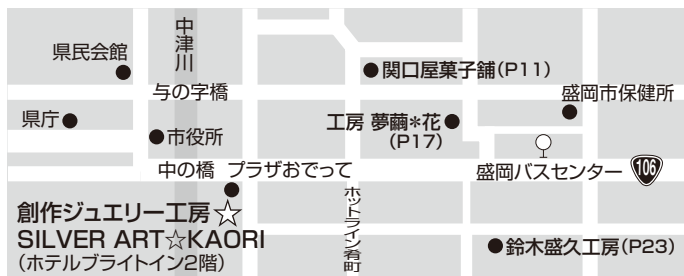 中津川
県民会館
関口屋菓子舗(P11)
与の字橋
盛岡市保健所
県庁
市役所
工房 夢繭*花
(P17)
中の橋
プラザおでって
盛岡バスセンター
106
創作ジュエリー工房☆
SILVER ART☆KAORI
(ホテルブライトイン2階)
ホットライン肴町
鈴木盛久工房(P23)